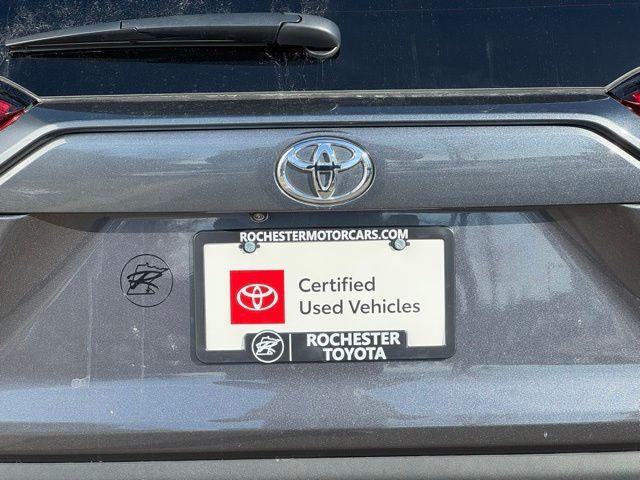 ROCHESTERMOTORCARS.COM
Certified
Used Vehicles
ROCHESTER
TOYOTA